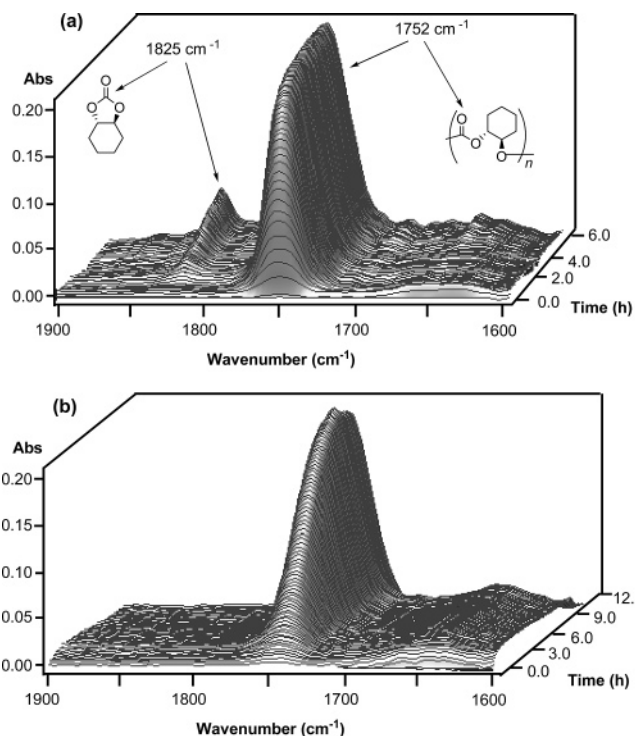 (a)
1825 cm-1
1752 cm-1
Abs
O
O O
O
O
O
n
0.20
0.15
0.10
0.05
0.00
6.0
4.0
2.0
0.0
Time (h)
1900 1800 1700 1600
Wavenumber (cm-1)
(b)
Abs
0.20
0.15
0.10
0.05
0.00
12.
9.0
6.0
3.0
0.0
Time (h)
1900 1800 1700 1600
Wavenumber (cm-1)